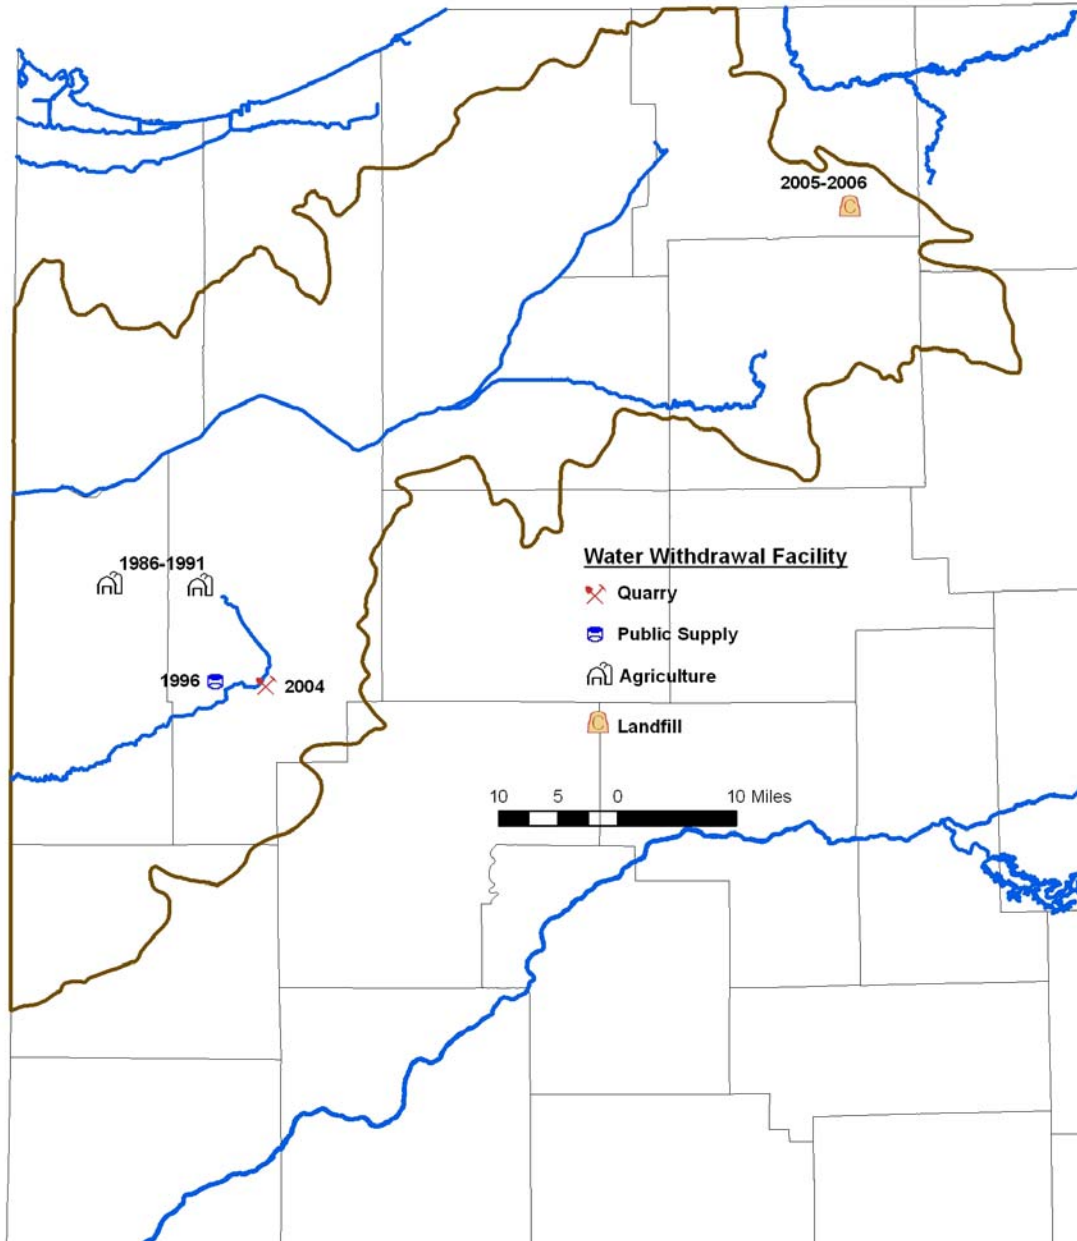 2005-2006
C
1986-1991
Water Withdrawal Facility
Quarry
Public Supply
Agriculture
1996
2004
C
Landfill
10 5 0 10 Miles